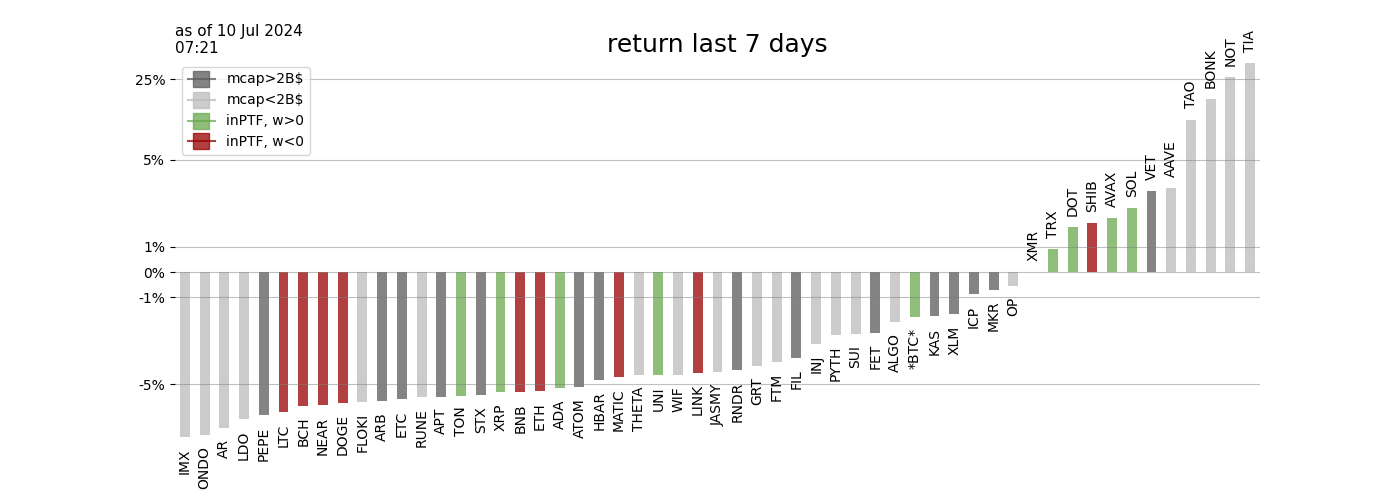 as of 10 Jul 2024
07:21
return last 7 days
mcap>2B$
mcap<2B$
inPTF, w>0
inPTF, w<0
25%
5%
1%
0%
-1%
-5%
IMX
ONDO
AR
LDO
PEPE
LTC
BCH
NEAR
DOGE
FLOKI
ARB
ETC
RUNE
APT
TON
STX
XRP
BNB
ETH
ADA
ATOM
HBAR
MATIC
THETA
UNI
WIF
LINK
JASMY
RNDR
GRT
FTM
FIL
INJ
PYTH
SUI
FET
ALGO
*BTC*
KAS
XLM
ICP
MKR
OP
XMR
TRX
DOT
SHIB
AVAX
SOL
VET
AAVE
TAO
BONK
NOT
TIA